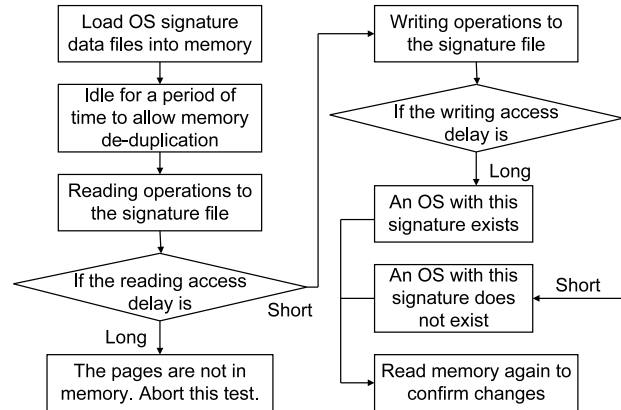 Load OS signature
data files into memory
Idle for a period of
time to allow memory
de-duplication
Reading operations to
the signature file
If the reading access
delay is
Short
Long
The pages are not in
memory. Abort this test.
Writing operations to
the signature file
If the writing access
delay is
Long
An OS with this
signature exists
An OS with this
signature does
not exist
Short
Read memory again to
confirm changes